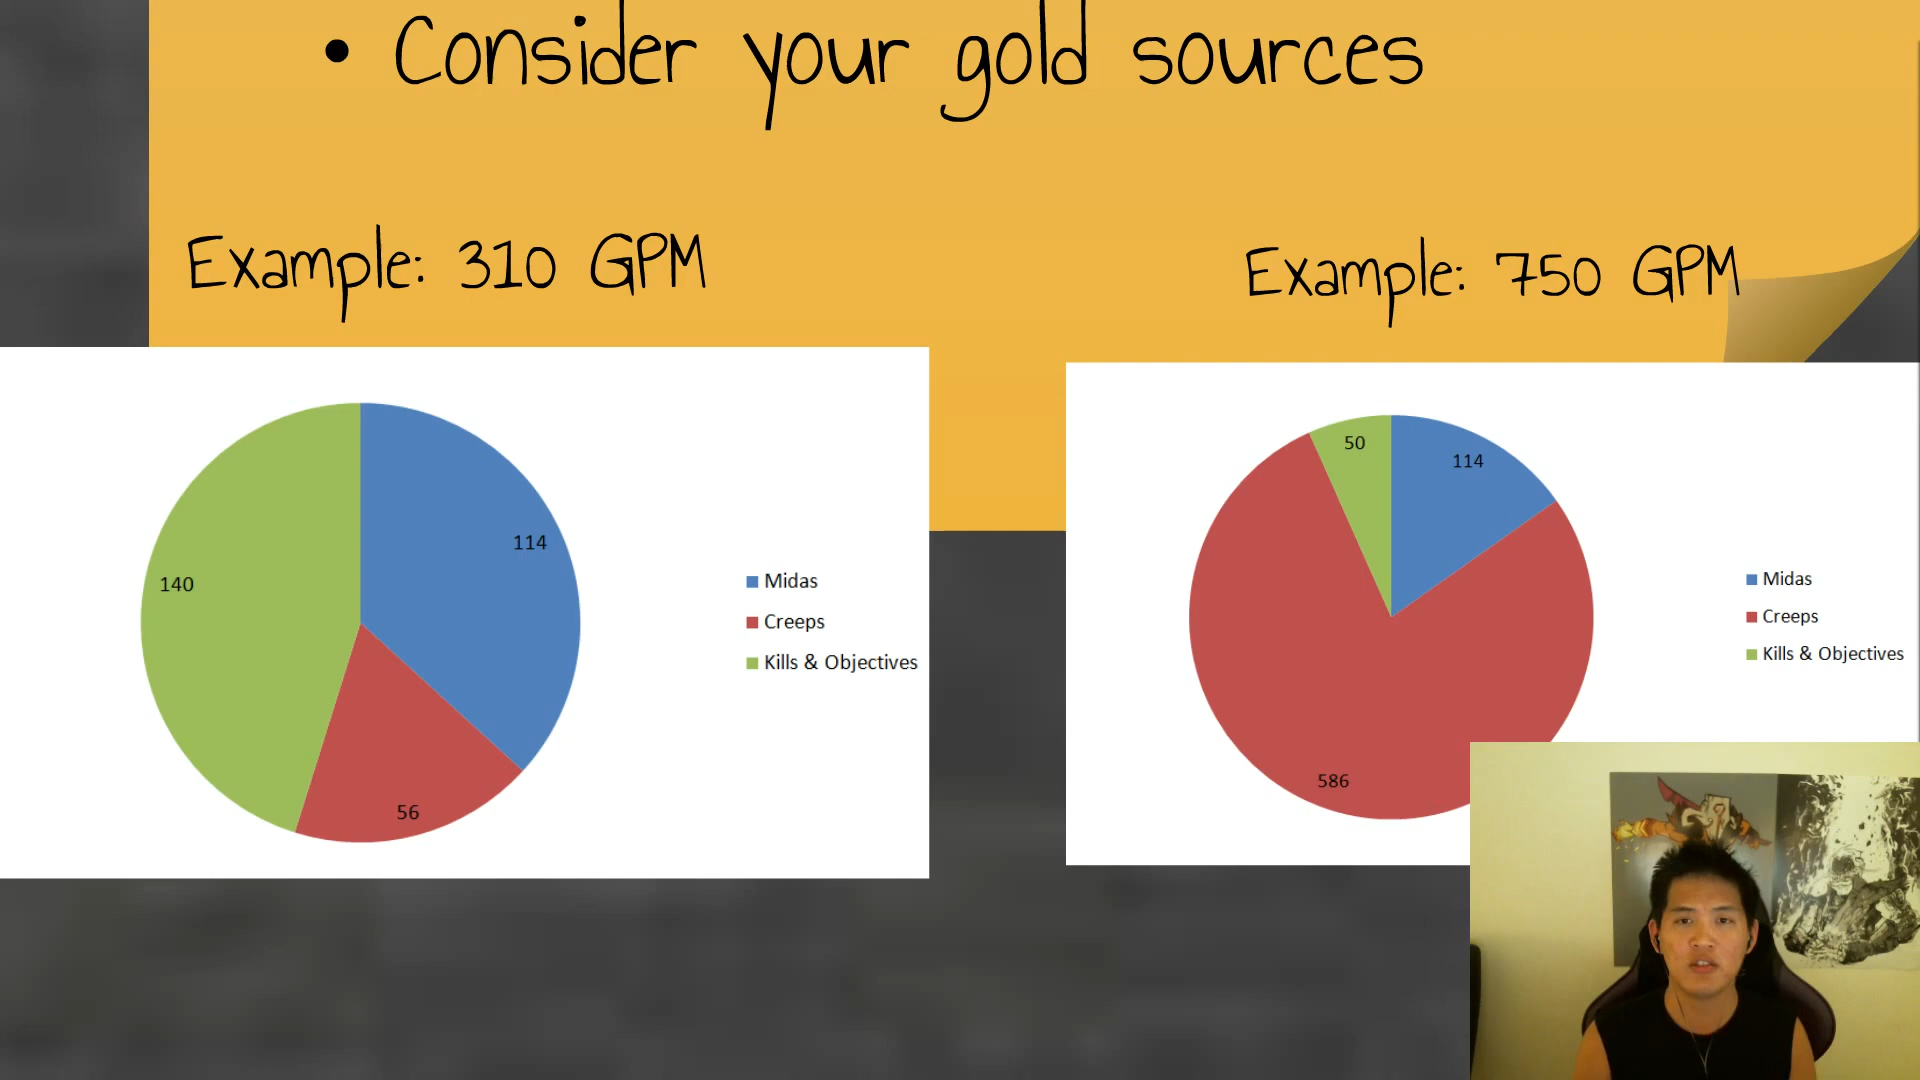 • Consider your gold sources
Example: 310 GPM
Example: 750 GPM
114
140
56
Midas
Creeps
Kills & Objectives
50
114
586
Midas
Creeps
Kills & Objectives